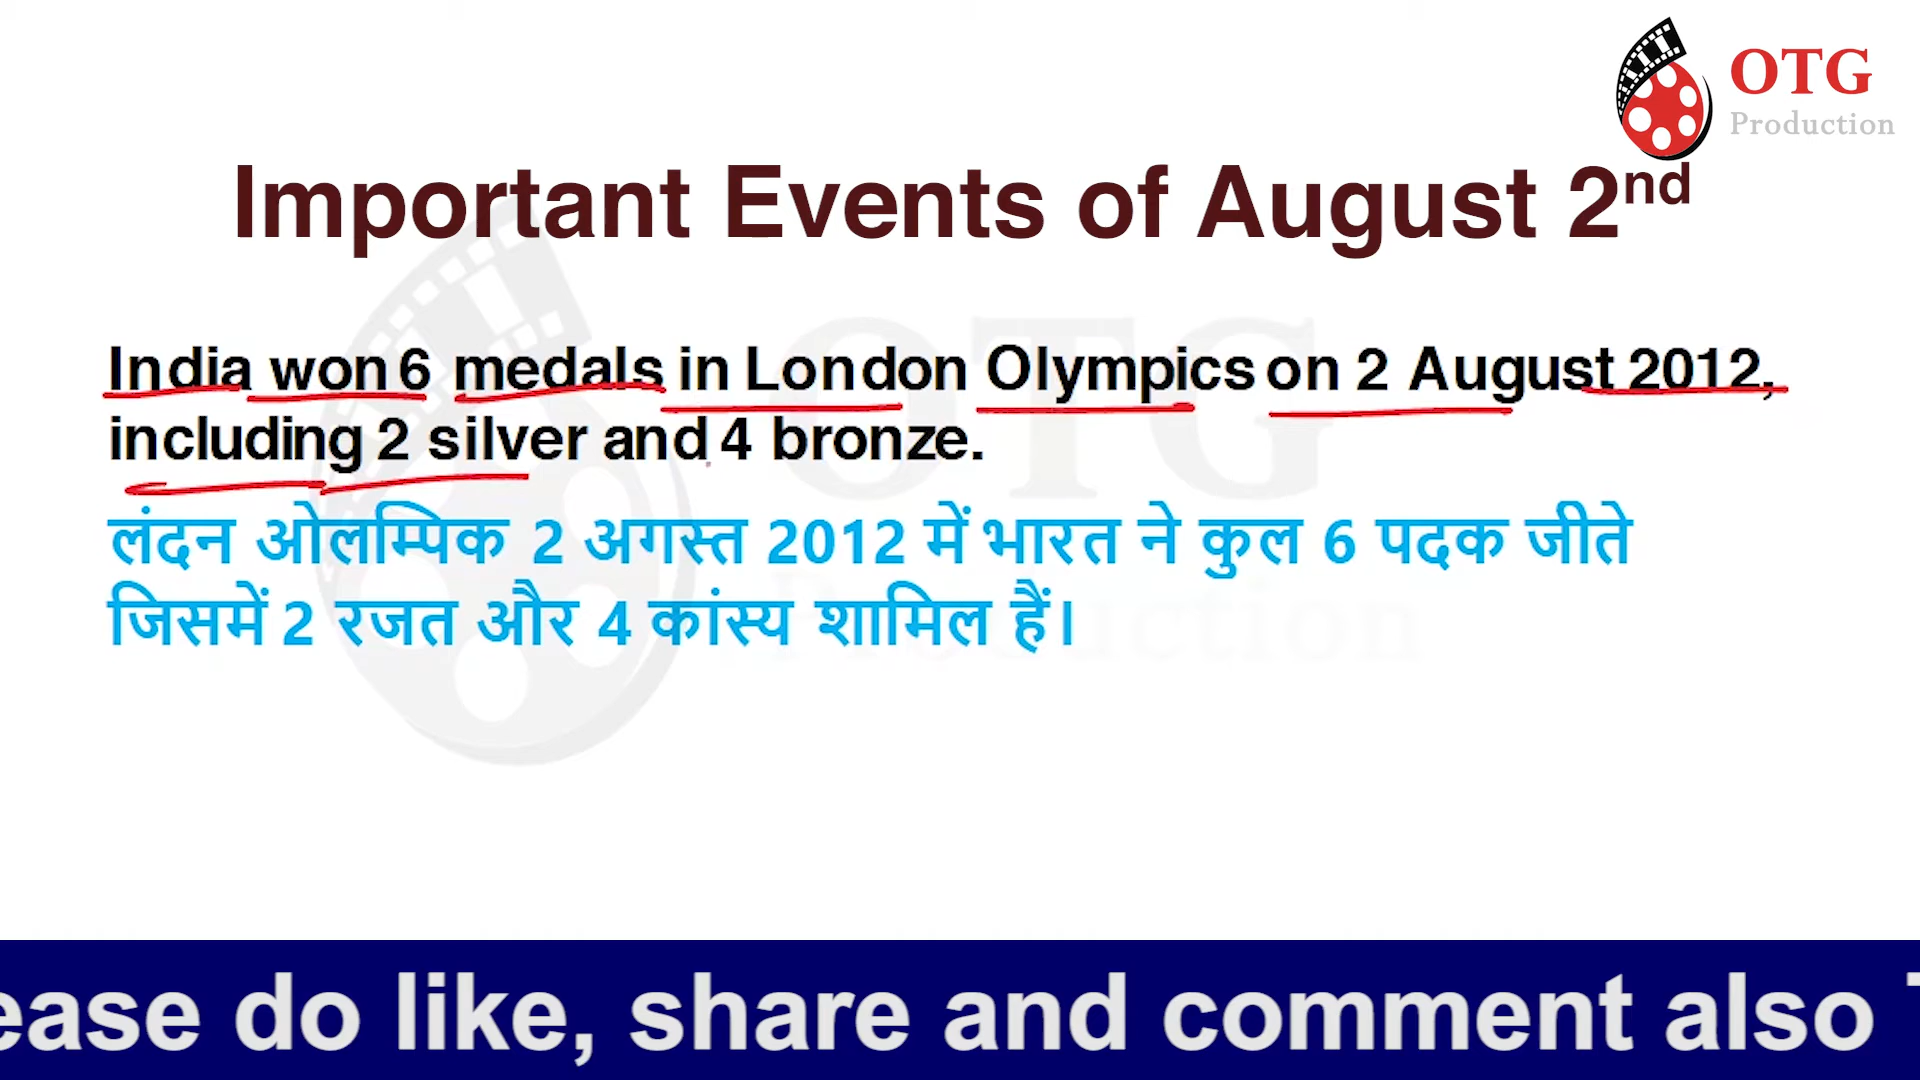 OTG
Production
Important Events of August 2nd
India won 6 medals in London Olympics on 2 August 2012,
including 2 silver and 4 bronze.
लंदन ओलम्पिक 2 अगस्त 2012 में भारत ने कुल 6 पदक जीते
जिसमें 2 रजत और 4 कांस्य शामिल हैं।
ease do like, share and comment also